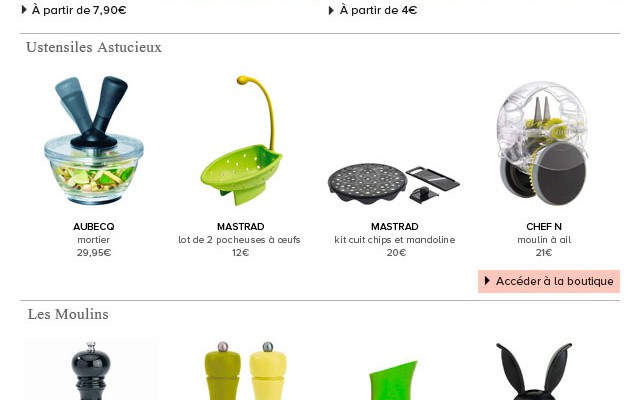 À partir de 7,90€
À partir de 4€
Ustensiles Astucieux
AUBECQ
mortier
29,95€
MASTRAD
lot de 2 pocheuses à œufs
12€
MASTRAD
kit cuit chips et mandoline
20€
CHEF N
moulin à ail
21€
Accéder à la boutique
Les Moulins